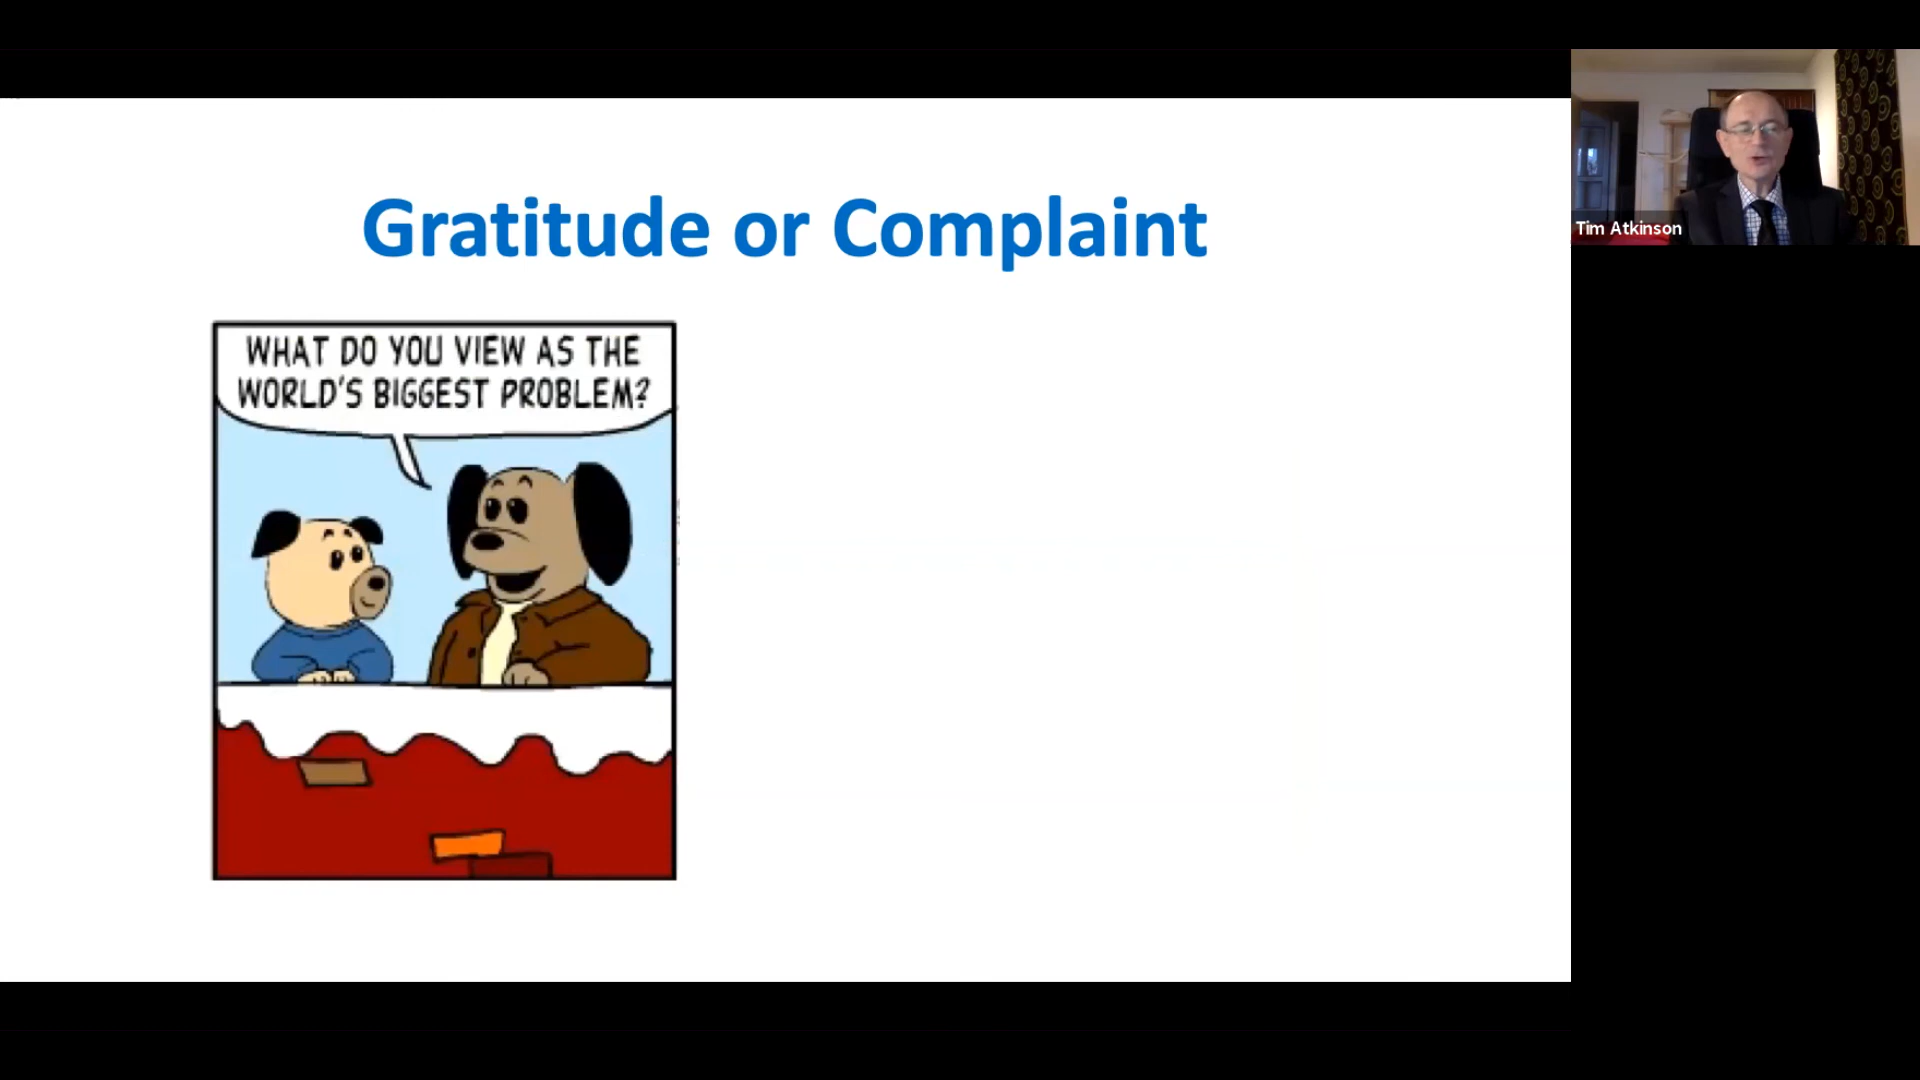 Gratitude or Complaint
WHAT DO YOU VIEW AS THE
WORLD'S BIGGEST PROBLEM?
Tim Atkinson